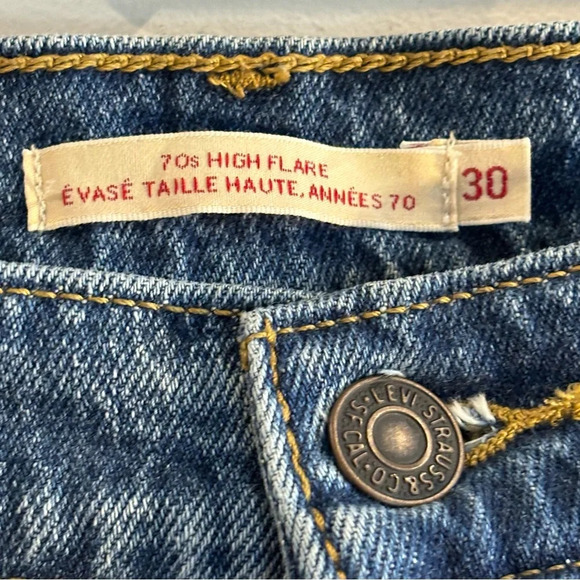 70s HIGH FLARE
ÉVASÉ TAILLE HAUTE, ANNÉES 70
30
LEVI STRAUSS & CO · S.F. CAL ·